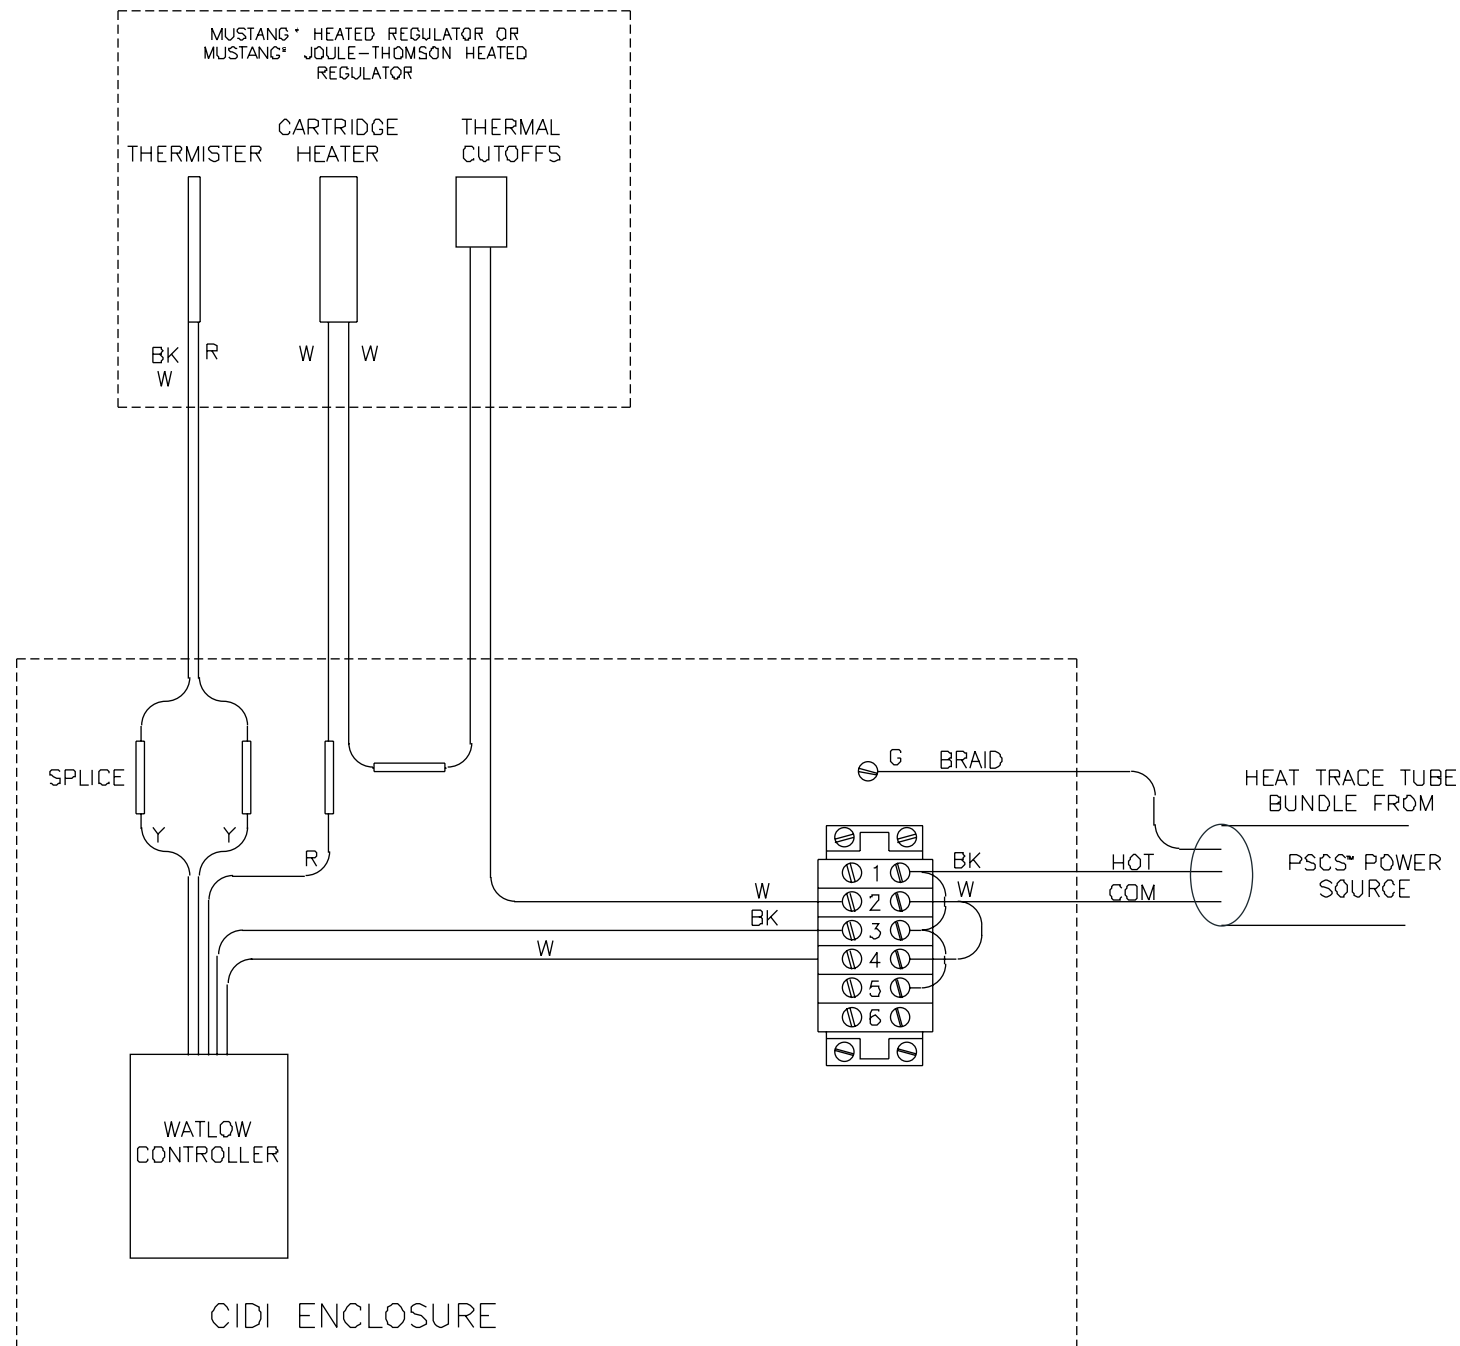 MUSTANG® HEATED REGULATOR OR
MUSTANG® JOULE-THOMSON HEATED
REGULATOR
THERMISTER
CARTRIDGE
HEATER
THERMAL
CUTOFFS
BK
W
R
W
W
SPLICE
Y
Y
R
G
BRAID
HEAT TRACE TUBE
BUNDLE FROM
PSCS™ POWER
SOURCE
BK
HOT
W
COM
W
BK
W
1
2
3
4
5
6
WATLOW
CONTROLLER
CIDI ENCLOSURE